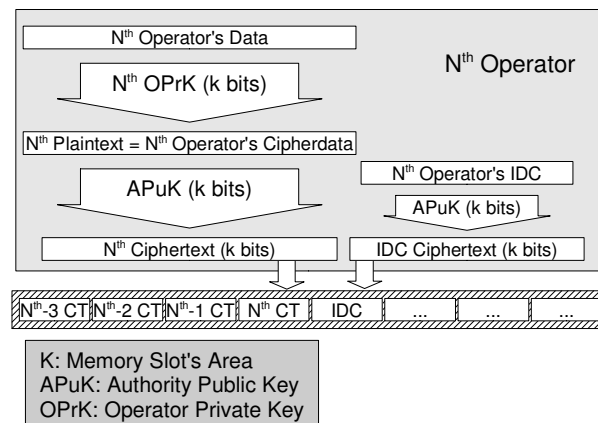 Nth Operator's Data
Nth Operator
Nth OPrK (k bits)
Nth Plaintext = Nth Operator's Cipherdata
Nth Operator's IDC
APuK (k bits)
APuK (k bits)
Nth Ciphertext (k bits)
IDC Ciphertext (k bits)
Nth-3 CT Nth-2 CT Nth-1 CT Nth CT IDC ... ... ...
K: Memory Slot's Area
APuK: Authority Public Key
OPrK: Operator Private Key